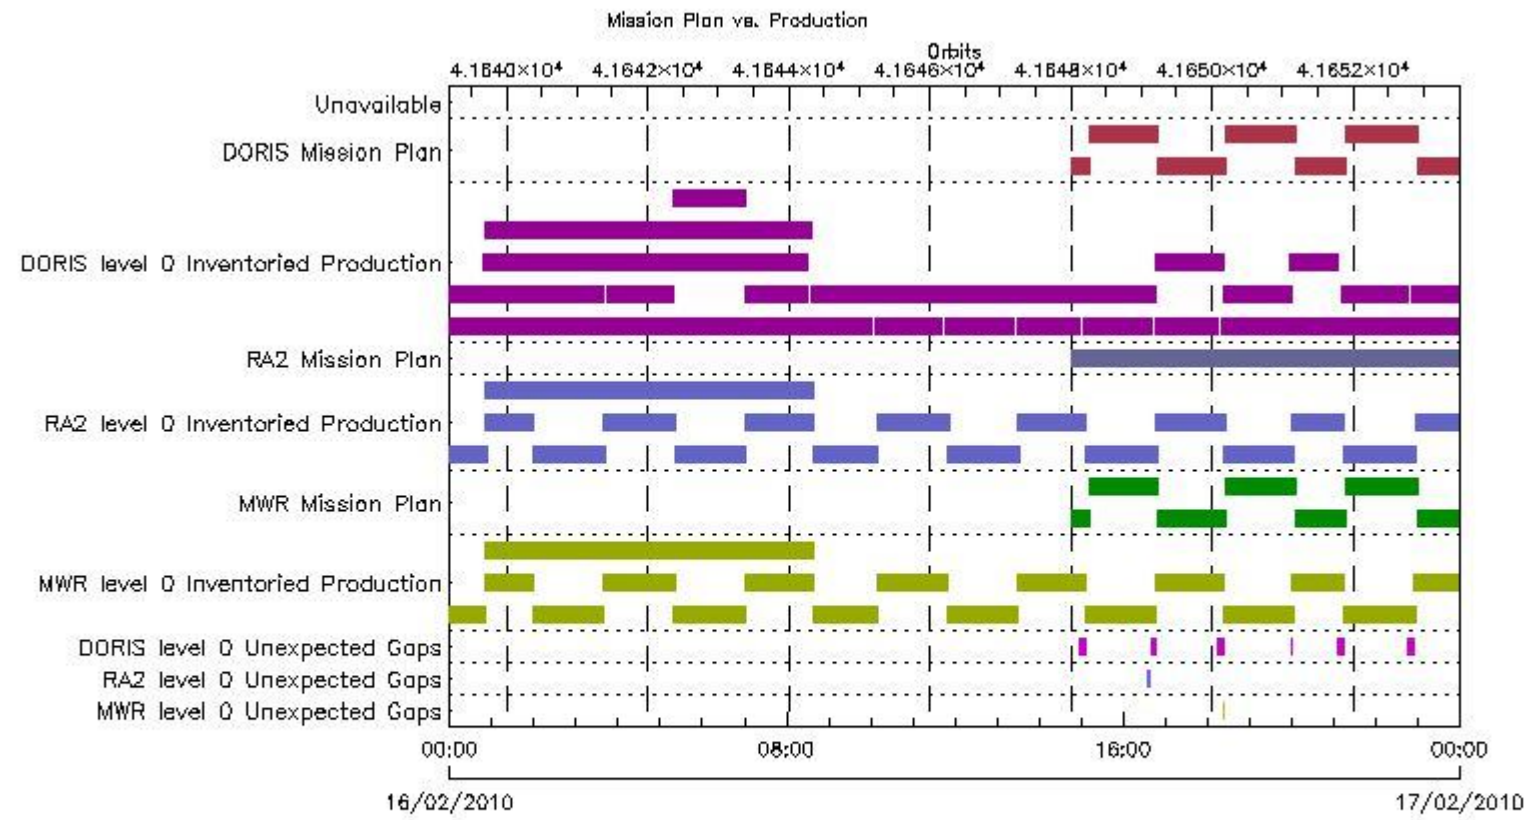 Mission Plan vs. Production
Orbits
4.1640×10⁴ 4.1642×10⁴ 4.1644×10⁴ 4.1646×10⁴ 4.1648×10⁴ 4.1650×10⁴ 4.1652×10⁴
Unavailable
DORIS Mission Plan
DORIS level 0 Inventoried Production
RA2 Mission Plan
RA2 level 0 Inventoried Production
MWR Mission Plan
MWR level 0 Inventoried Production
DORIS level 0 Unexpected Gaps
RA2 level 0 Unexpected Gaps
MWR level 0 Unexpected Gaps
00:00 08:00 16:00 00:00
16/02/2010 17/02/2010